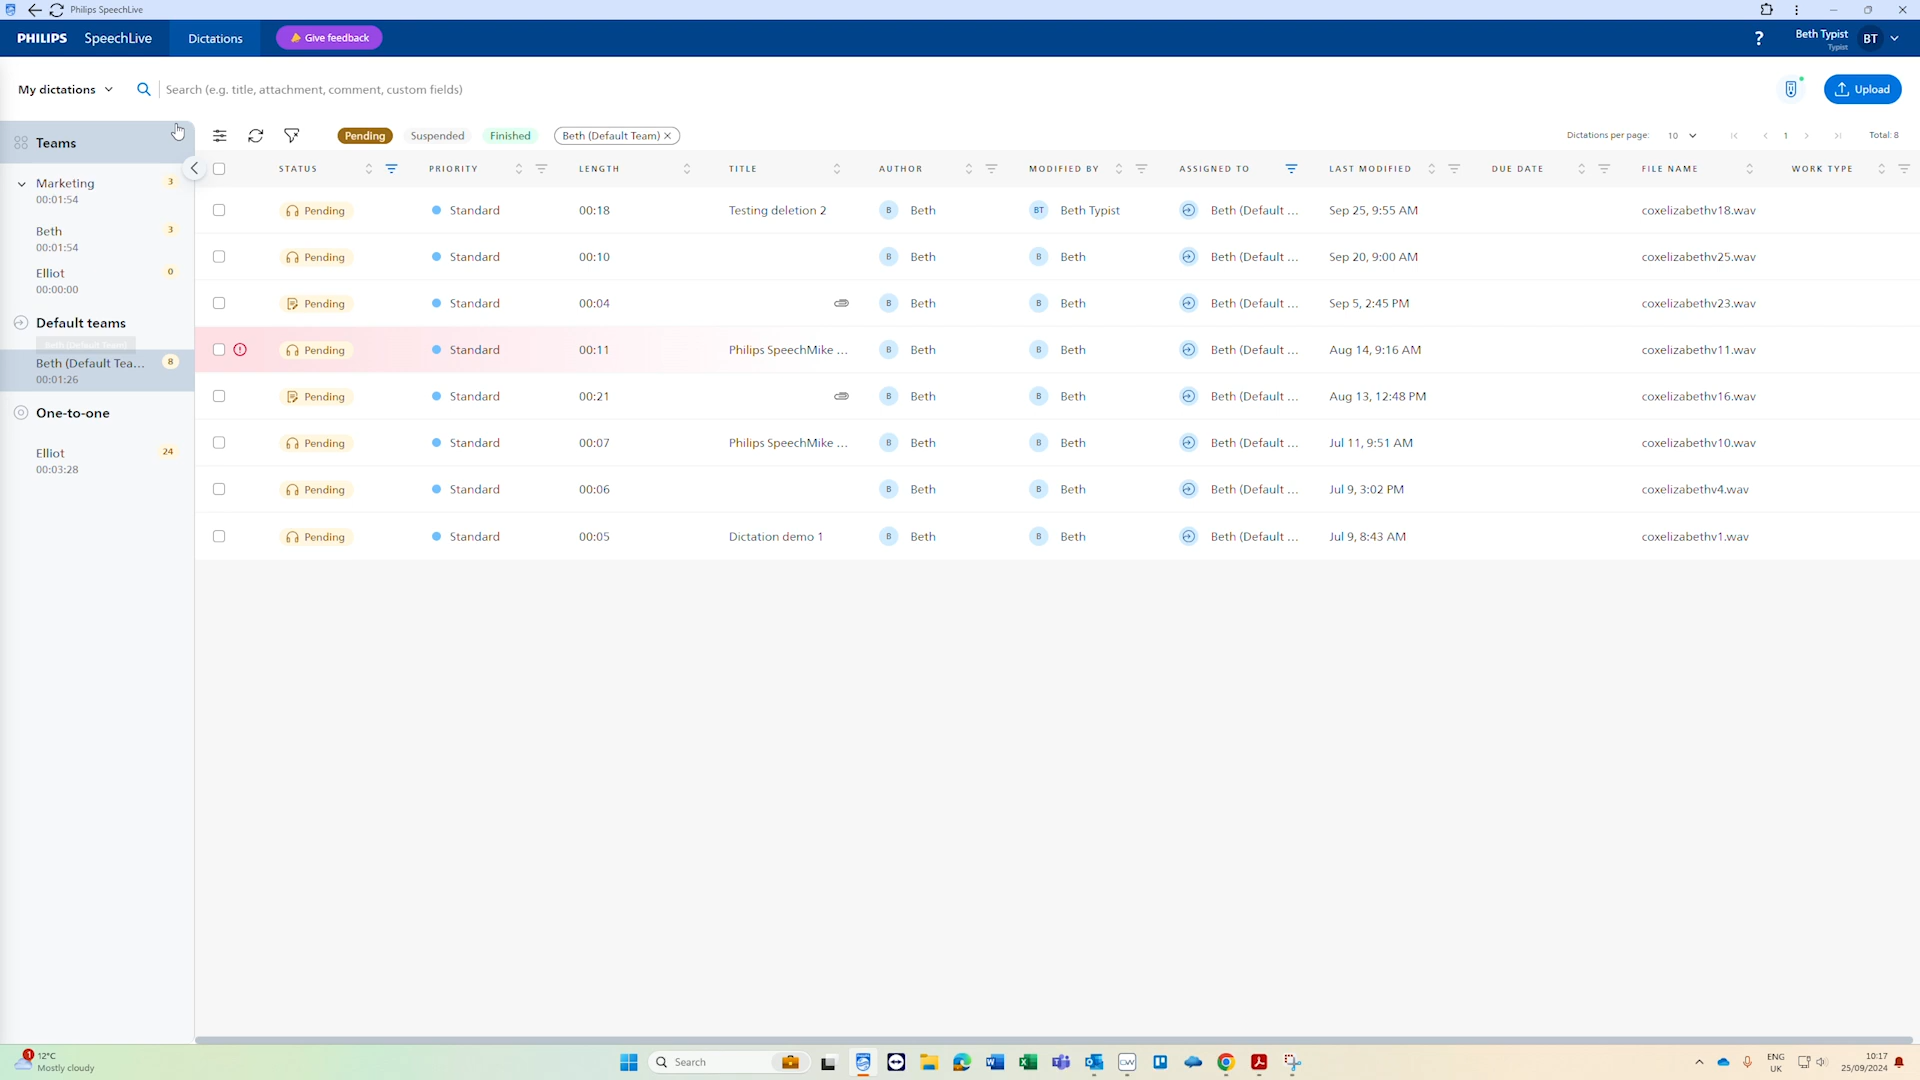 Philips SpeechLive
PHILIPS SpeechLive Dictations Give feedback ? Beth Typist BT
Typist
My dictations Search (e.g. title, attachment, comment, custom fields) Upload
Teams
Pending Suspended Finished Beth (Default Team) Dictations per page: 10 1 Total: 8
STATUS PRIORITY LENGTH TITLE AUTHOR MODIFIED BY ASSIGNED TO LAST MODIFIED DUE DATE FILE NAME WORK TYPE
Marketing 3
00:01:54
Beth 3
00:01:54
Elliot 0
00:00:00
Default teams
Beth (Default Team)
Beth (Default Tea... 8
00:01:26
One-to-one
Elliot 24
00:03:28
Pending Standard 00:18 Testing deletion 2 B Beth BT Beth Typist Beth (Default ... Sep 25, 9:55 AM coxelizabethv18.wav
Pending Standard 00:10 B Beth B Beth Beth (Default ... Sep 20, 9:00 AM coxelizabethv25.wav
Pending Standard 00:04 B Beth B Beth Beth (Default ... Sep 5, 2:45 PM coxelizabethv23.wav
Pending Standard 00:11 Philips SpeechMike ... B Beth B Beth Beth (Default ... Aug 14, 9:16 AM coxelizabethv11.wav
Pending Standard 00:21 B Beth B Beth Beth (Default ... Aug 13, 12:48 PM coxelizabethv16.wav
Pending Standard 00:07 Philips SpeechMike ... B Beth B Beth Beth (Default ... Jul 11, 9:51 AM coxelizabethv10.wav
Pending Standard 00:06 B Beth B Beth Beth (Default ... Jul 9, 3:02 PM coxelizabethv4.wav
Pending Standard 00:05 Dictation demo 1 B Beth B Beth Beth (Default ... Jul 9, 8:43 AM coxelizabethv1.wav
1 12°C
Mostly cloudy
Search
CW
ENG
UK
10:17
25/09/2024